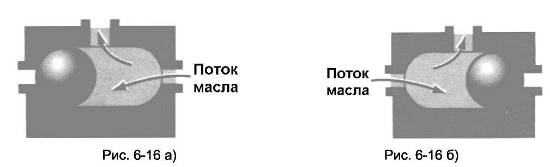 Поток
масла
Поток
масла
Рис. 6-16 а)
Рис. 6-16 б)